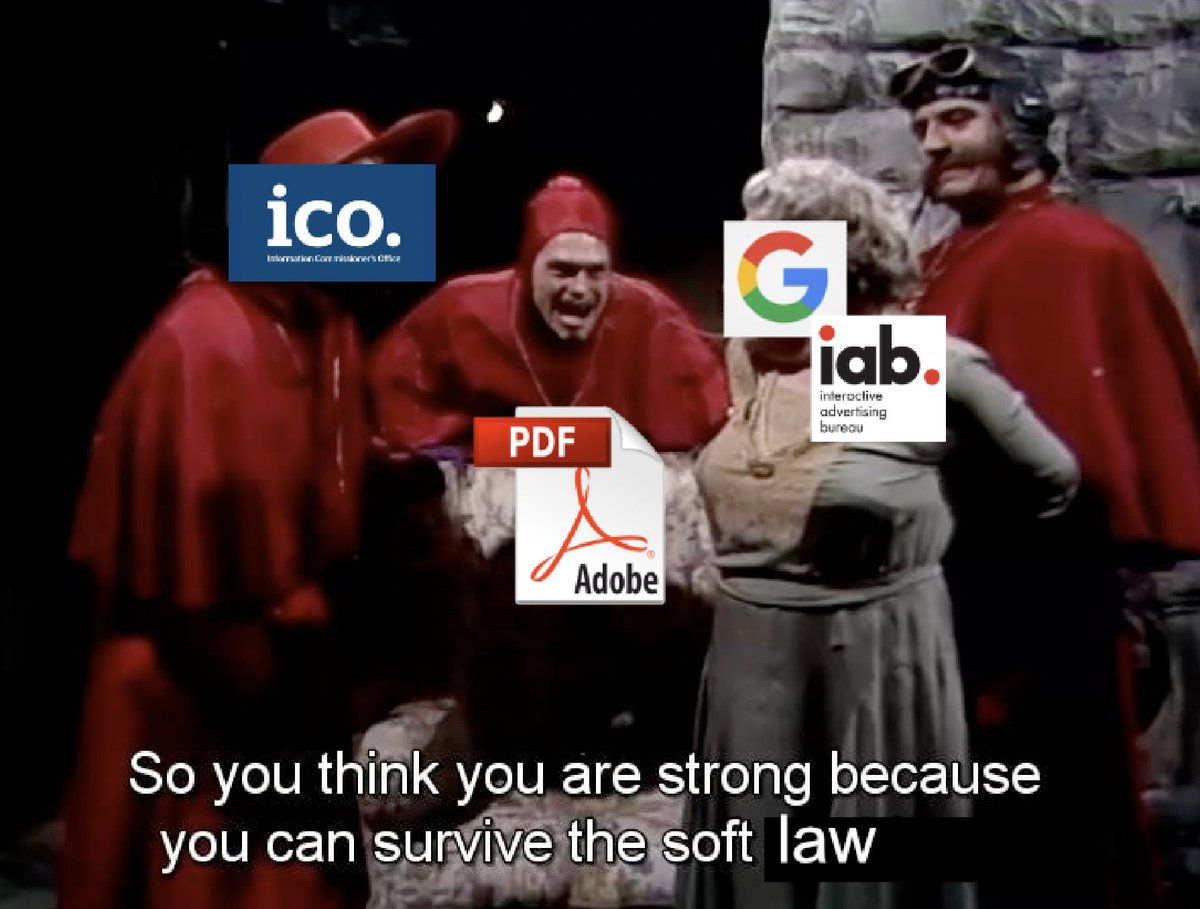 ico.
Information Commissioner's Office
G
iab.
interactive
advertising
bureau
PDF
Adobe
So you think you are strong because
you can survive the soft law